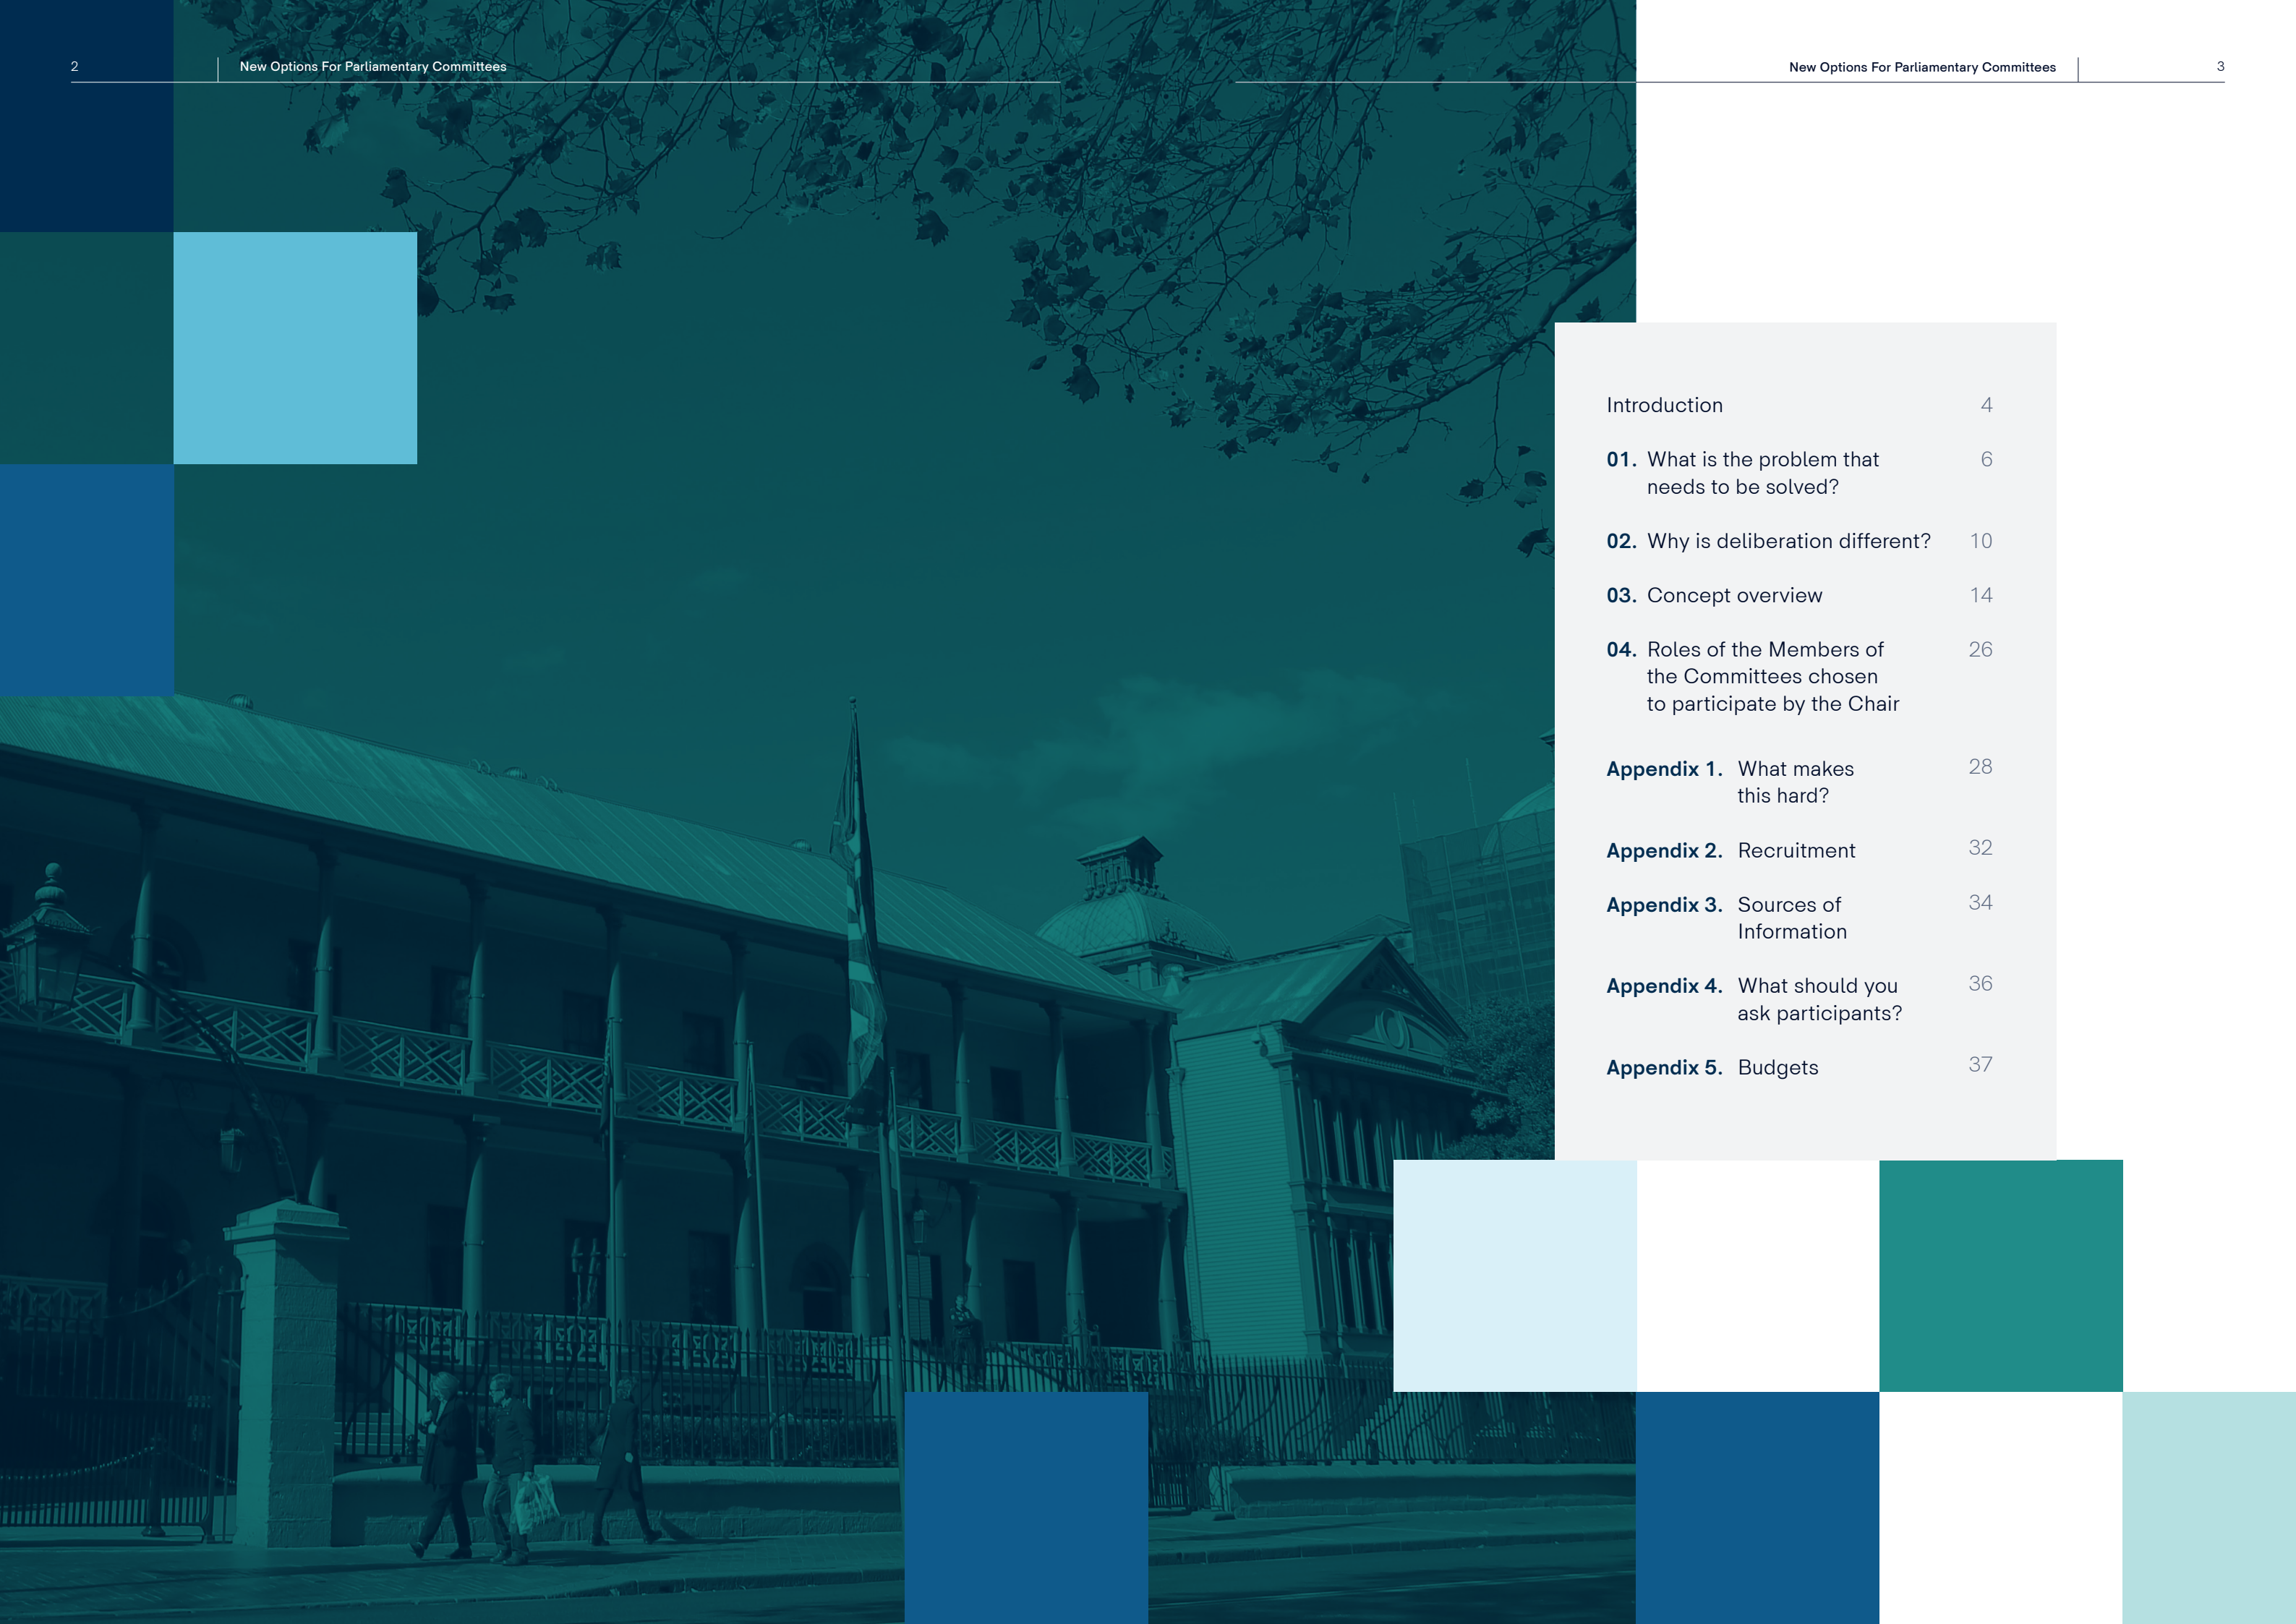 2
New Options For Parliamentary Committees
New Options For Parliamentary Committees
3
Introduction 4
01. What is the problem that 6
needs to be solved?
02. Why is deliberation different? 10
03. Concept overview 14
04. Roles of the Members of 26
the Committees chosen
to participate by the Chair
Appendix 1. What makes 28
this hard?
Appendix 2. Recruitment 32
Appendix 3. Sources of 34
Information
Appendix 4. What should you 36
ask participants?
Appendix 5. Budgets 37